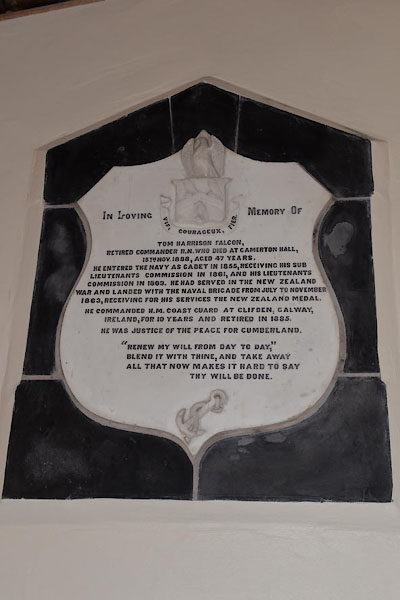 In Loving Memory Of
VIF. COURAGEUX. FIER
TOM HARRISON FALCON,
RETIRED COMMANDER R.N. WHO DIED AT CAMERTON HALL,
13TH NOV. 1888, AGED 47 YEARS.
HE ENTERED THE NAVY AS CADET IN 1855, RECEIVING HIS SUB
LIEUTENANTS COMMISSION IN 1861, AND HIS LIEUTENANTS
COMMISSION IN HE HAD SERVED IN THE NEW ZEALAND
WAR AND LANDED WITH THE NAVAL BRIGADE FROM JULY TO NOVEMBER
1863, RECEIVING FOR HIS SERVICES THE NEW ZEALAND MEDAL.
HE COMMANDED H.M. COAST GUARD AT CLIFDEN, GALWAY,
IRELAND, FOR 10 YEARS AND RETIRED IN 1885.
HE WAS JUSTICE OF THE PEACE FOR CUMBERLAND.
"RENEW MY WILL FROM DAY TO DAY,"
BLEND IT WITH THINE, AND TAKE AWAY
ALL THAT NOW MAKES IT HARD TO SAY
THY WILL BE DONE.